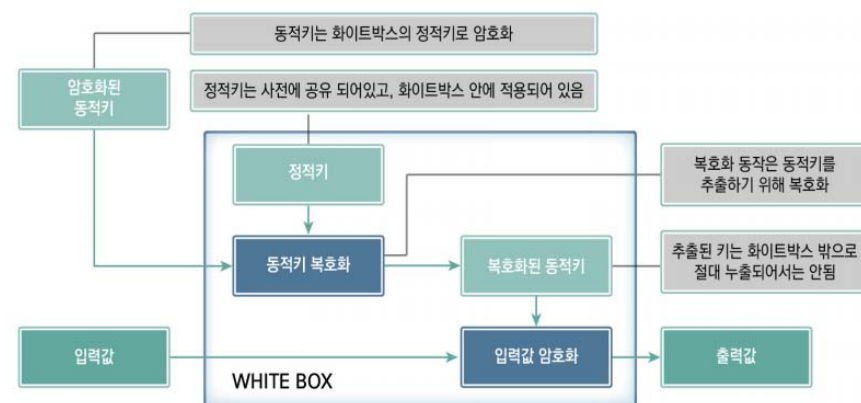 동적키는 화이트박스의 정적키로 암호화
암호화된
동적키
정적키는 사전에 공유 되어있고, 화이트박스 안에 적용되어 있음
정적키
복호화 동작은 동적키를
추출하기 위해 복호화
동적키 복호화
복호화된 동적키
추출된 키는 화이트박스 밖으로
절대 누출되어서는 안됨
입력값
입력값 암호화
출력값
WHITE BOX